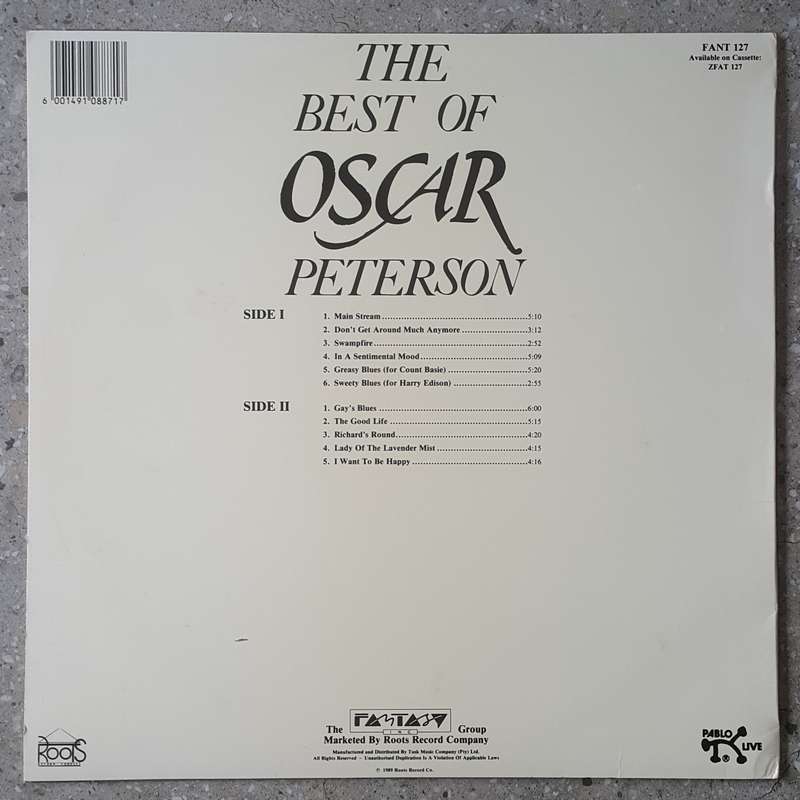 6 001491 088717
FANT 127
Available on Cassette:
ZFAT 127
THE
BEST OF
OSCAR
PETERSON
SIDE I
1. Main Stream 5:10
2. Don't Get Around Much Anymore 3:12
3. Swampfire 2:52
4. In A Sentimental Mood 5:09
5. Greasy Blues (for Count Basie) 5:20
6. Sweety Blues (for Harry Edison) 2:55
SIDE II
1. Gay's Blues 6:00
2. The Good Life 5:15
3. Richard's Round 4:20
4. Lady Of The Lavender Mist 4:15
5. I Want To Be Happy 4:16
The FANTASY INC Group
Marketed By Roots Record Company
Manufactured and Distributed By Tusk Music Company (Pty) Ltd.
All Rights Reserved – Unauthorised Duplication Is A Violation Of Applicable Laws
© 1989 Roots Record Co.
ROOTS
PABLO
LIVE
®